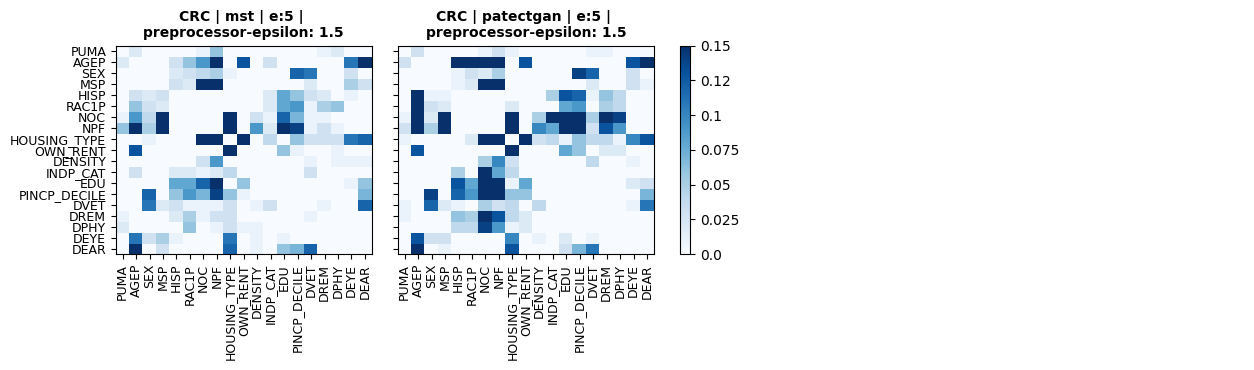 CRC | mst | e:5 |
preprocessor-epsilon: 1.5
CRC | patectgan | e:5 |
preprocessor-epsilon: 1.5
PUMA
AGEP
SEX
MSP
HISP
RAC1P
NOC
NPF
HOUSING_TYPE
OWN_RENT
DENSITY
INDP_CAT
EDU
PINCP_DECILE
DVET
DREM
DPHY
DEYE
DEAR
0.15
0.125
0.1
0.075
0.05
0.025
0.0
PUMA
AGEP
SEX
MSP
HISP
RAC1P
NOC
NPF
HOUSING_TYPE
OWN_RENT
DENSITY
INDP_CAT
EDU
PINCP_DECILE
DVET
DREM
DPHY
DEYE
DEAR
PUMA
AGEP
SEX
MSP
HISP
RAC1P
NOC
NPF
HOUSING_TYPE
OWN_RENT
DENSITY
INDP_CAT
EDU
PINCP_DECILE
DVET
DREM
DPHY
DEYE
DEAR